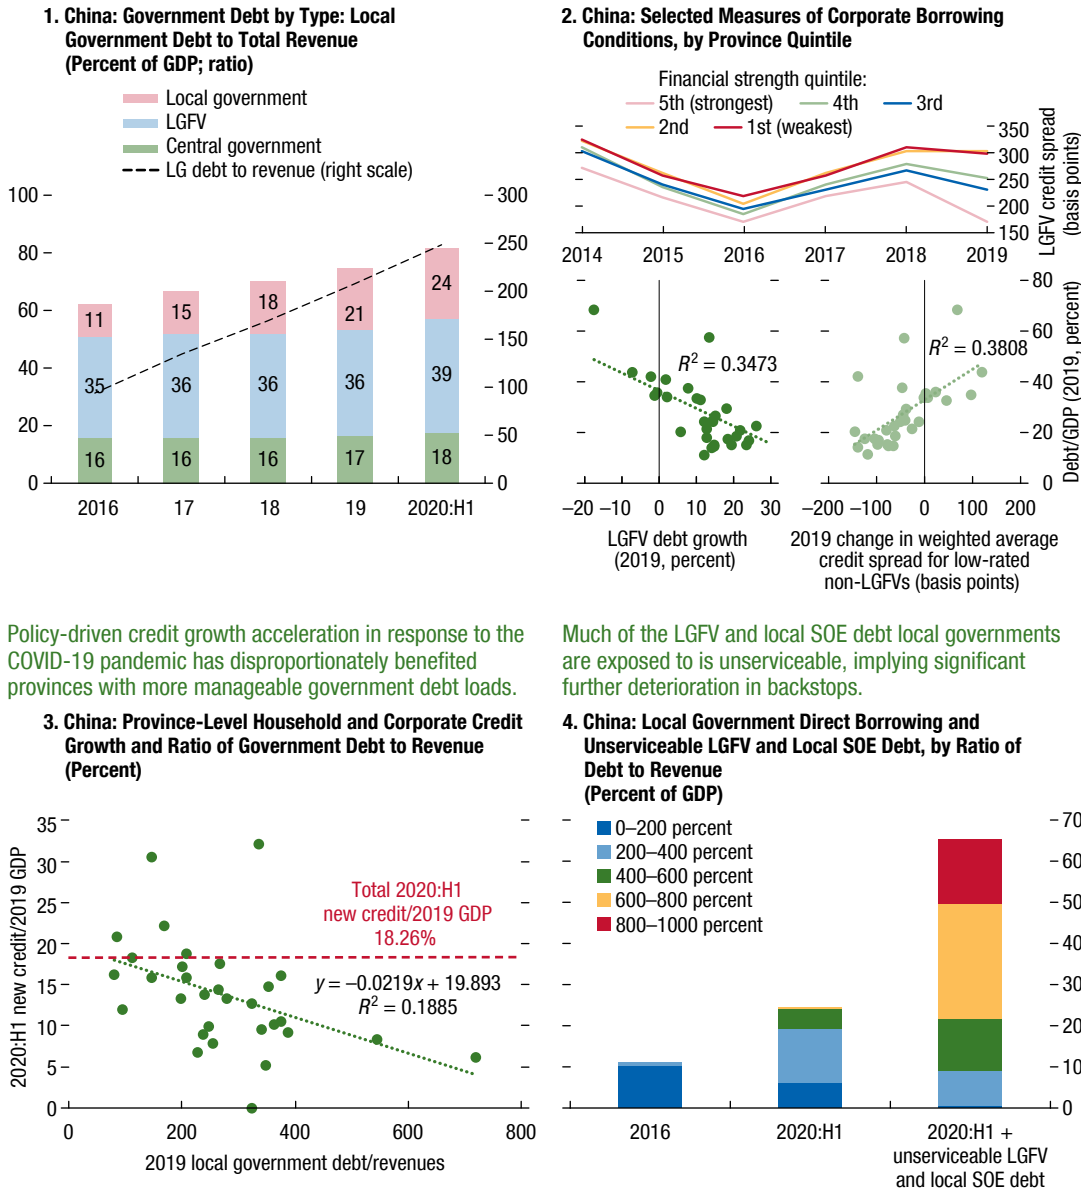 1. China: Government Debt by Type: Local
Government Debt to Total Revenue
(Percent of GDP; ratio)
Local government
LGFV
Central government
LG debt to revenue (right scale)
100
80
60
40
20
0
300
250
200
150
100
50
0
11
35
16
15
36
16
18
36
16
21
36
17
24
39
18
2016
17
18
19
2020:H1
2. China: Selected Measures of Corporate Borrowing
Conditions, by Province Quintile
Financial strength quintile:
5th (strongest)
4th
3rd
2nd
1st (weakest)
350
300
250
200
150
LGFV credit spread
(basis points)
2014
2015
2016
2017
2018
2019
R² = 0.3473
R² = 0.3808
80
60
40
20
0
Debt/GDP (2019, percent)
–20
–10
0
10
20
30
LGFV debt growth
(2019, percent)
–200
–100
0
100
200
2019 change in weighted average
credit spread for low-rated
non-LGFVs (basis points)
Policy-driven credit growth acceleration in response to the
COVID-19 pandemic has disproportionately benefited
provinces with more manageable government debt loads.
3. China: Province-Level Household and Corporate Credit
Growth and Ratio of Government Debt to Revenue
(Percent)
2020:H1 new credit/2019 GDP
35
30
25
20
15
10
5
0
Total 2020:H1
new credit/2019 GDP
18.26%
y = –0.0219x + 19.893
R² = 0.1885
0
200
400
600
800
2019 local government debt/revenues
Much of the LGFV and local SOE debt local governments
are exposed to is unserviceable, implying significant
further deterioration in backstops.
4. China: Local Government Direct Borrowing and
Unserviceable LGFV and Local SOE Debt, by Ratio of
Debt to Revenue
(Percent of GDP)
0–200 percent
200–400 percent
400–600 percent
600–800 percent
800–1000 percent
70
60
50
40
30
20
10
0
2016
2020:H1
2020:H1 +
unserviceable LGFV
and local SOE debt